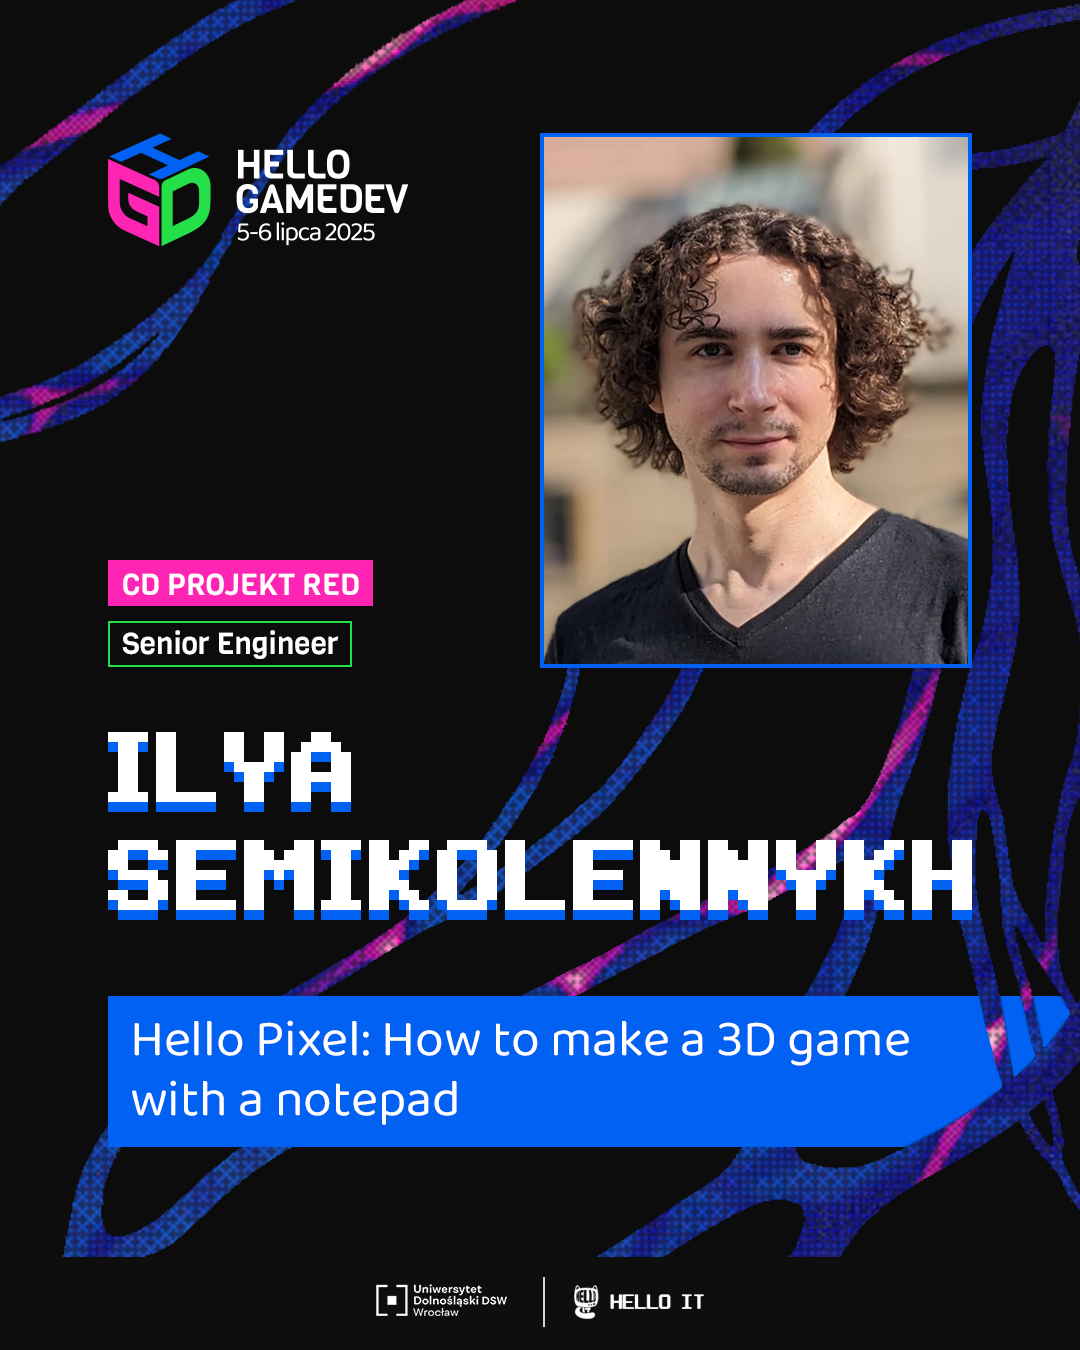 HELLO
GAMEDEV
5-6 lipca 2025
CD PROJEKT RED
Senior Engineer
ILYA
SEMIKOLENNYKH
Hello Pixel: How to make a 3D game
with a notepad
Uniwersytet
Dolnośląski DSW
Wrocław
HELLO IT